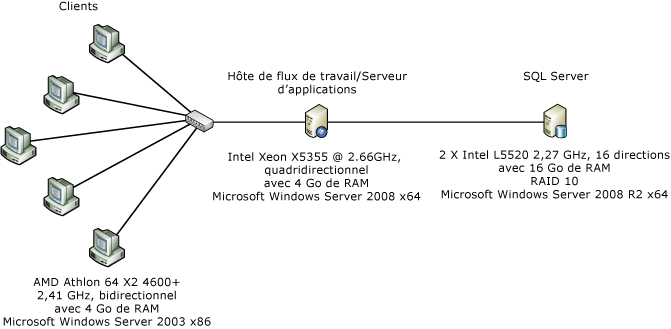 Clients
Hôte de flux de travail/Serveur
d'applications
SQL Server
Intel Xeon X5355 @ 2.66GHz,
quadridirectionnel
avec 4 Go de RAM
Microsoft Windows Server 2008 x64
2 X Intel L5520 2,27 GHz, 16 directions
avec 16 Go de RAM
RAID 10
Microsoft Windows Server 2008 R2 x64
AMD Athlon 64 X2 4600+
2,41 GHz, bidirectionnel
avec 4 Go de RAM
Microsoft Windows Server 2003 x86